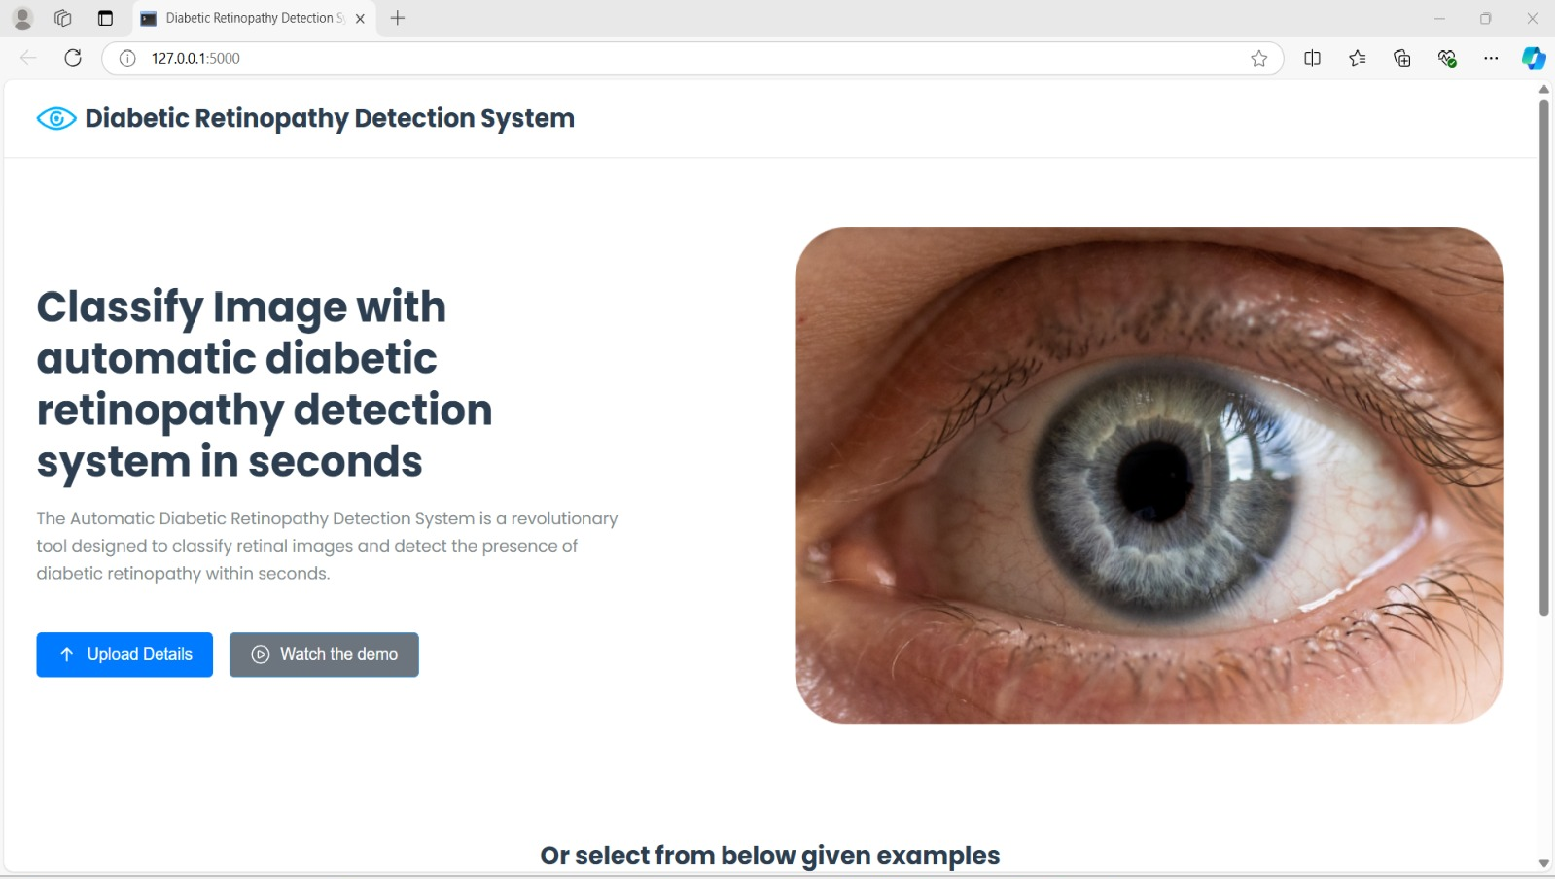 Diabetic Retinopathy Detection S
127.0.0.1:5000
Diabetic Retinopathy Detection System
Classify Image with
automatic diabetic
retinopathy detection
system in seconds
The Automatic Diabetic Retinopathy Detection System is a revolutionary
tool designed to classify retinal images and detect the presence of
diabetic retinopathy within seconds.
Upload Details
Watch the demo
Or select from below given examples